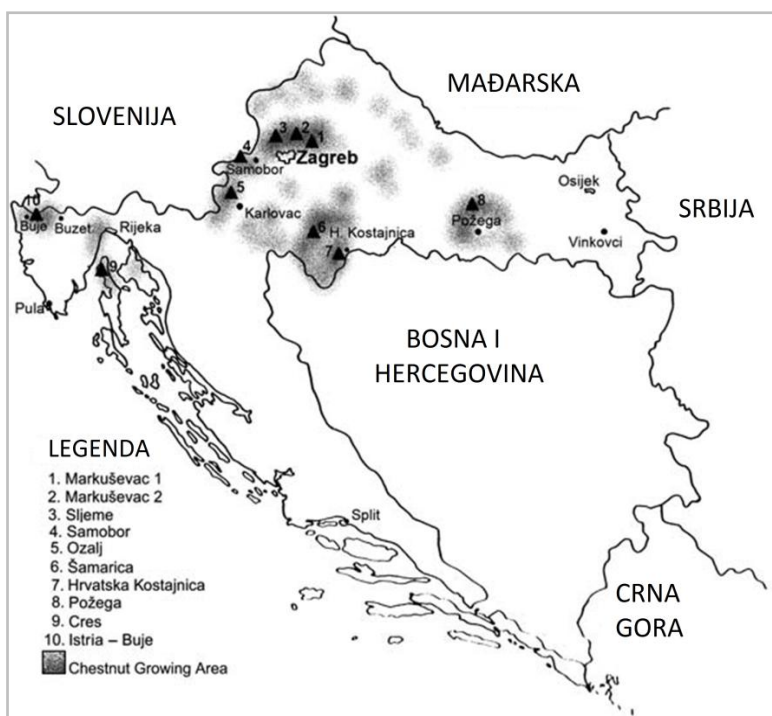 MAĐARSKA
SLOVENIJA
3
2
1
4
Zagreb
Samobor
5
Karlovac
10
Buje
Buzet
Rijeka
8
Požega
Osijek
SRBIJA
Vinkovci
6
H. Kostajnica
7
9
Pula
BOSNA I
HERCEGOVINA
LEGENDA
1. Markuševac 1
2. Markuševac 2
3. Sljeme
4. Samobor
5. Ozalj
6. Šamarica
7. Hrvatska Kostajnica
8. Požega
9. Cres
10. Istria – Buje
Chestnut Growing Area
Split
CRNA
GORA